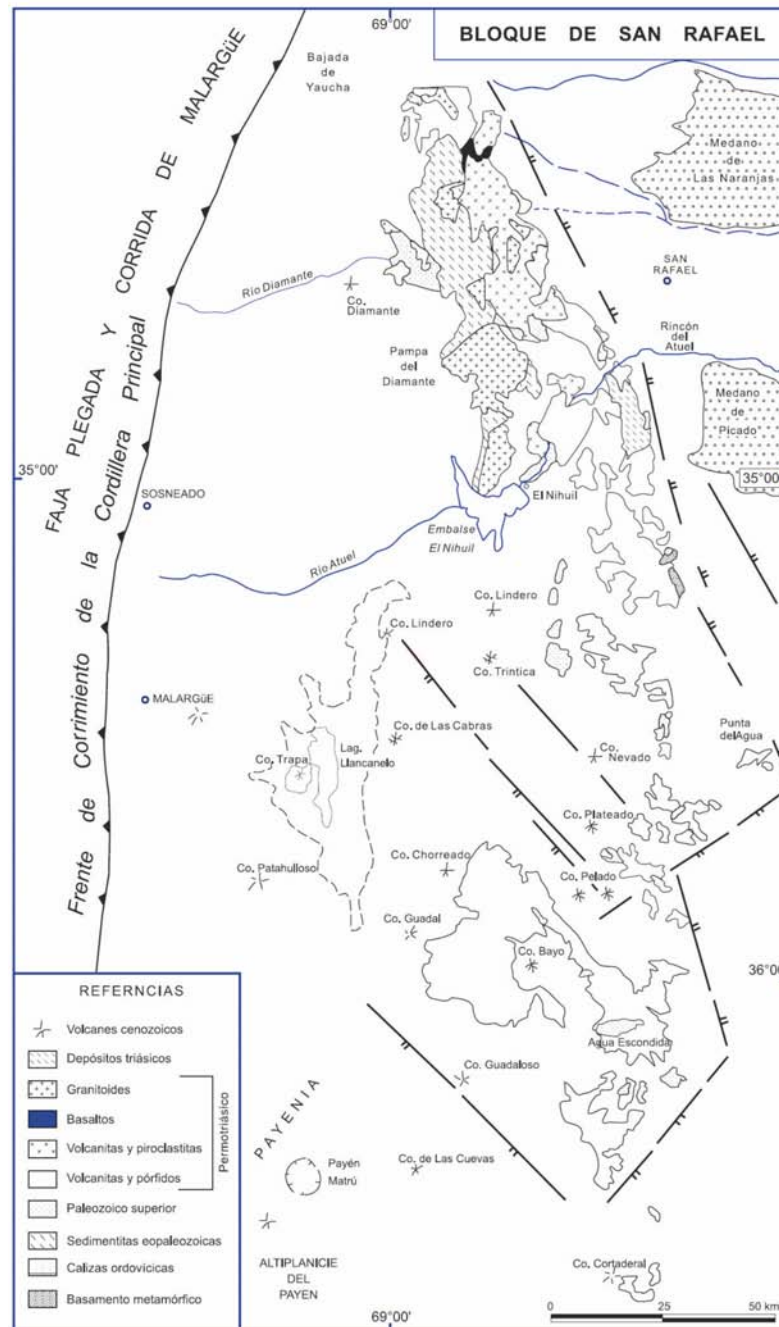 69°00'
BLOQUE DE SAN RAFAEL
Bajada
de
Yaucha
FAJA PLEGADA Y CORRIDA DE MALARGüE
Frente de Corrimiento de la Cordillera Principal
Medano
de
Las Naranjas
SAN
RAFAEL
Río Diamante
Co.
Diamante
Rincón
del
Atuel
Pampa
del
Diamante
Medano
de
Picado
35°00'
35°00'
SOSNEADO
El Nihuil
Embalse
El Nihuil
Río Atuel
Co. Lindero
Co. Lindero
Co. Trintica
MALARGüE
Punta
del Agua
Co. de Las Cabras
Lag.
Llancanelo
Co. Trapa
Co.
Nevado
Co. Plateado
Co. Chorreado
Co. Patahulloso
Co. Pelado
Co. Guadal
Co. Bayo
36°00'
Agua Escondida
Co. Guadaloso
PAYENIA
Payén
Matrú
Co. de Las Cuevas
ALTIPLANICIE
DEL
PAYEN
Co. Cortaderal
REFERNCIAS
Volcanes cenozoicos
Depósitos triásicos
Granitoides
Basaltos
Volcanitas y piroclastitas
Volcanitas y pórfidos
Permotriásico
Paleozoico superior
Sedimentitas eopaleozoicas
Calizas ordovícicas
Basamento metamórfico
69°00'
0 25 50 km